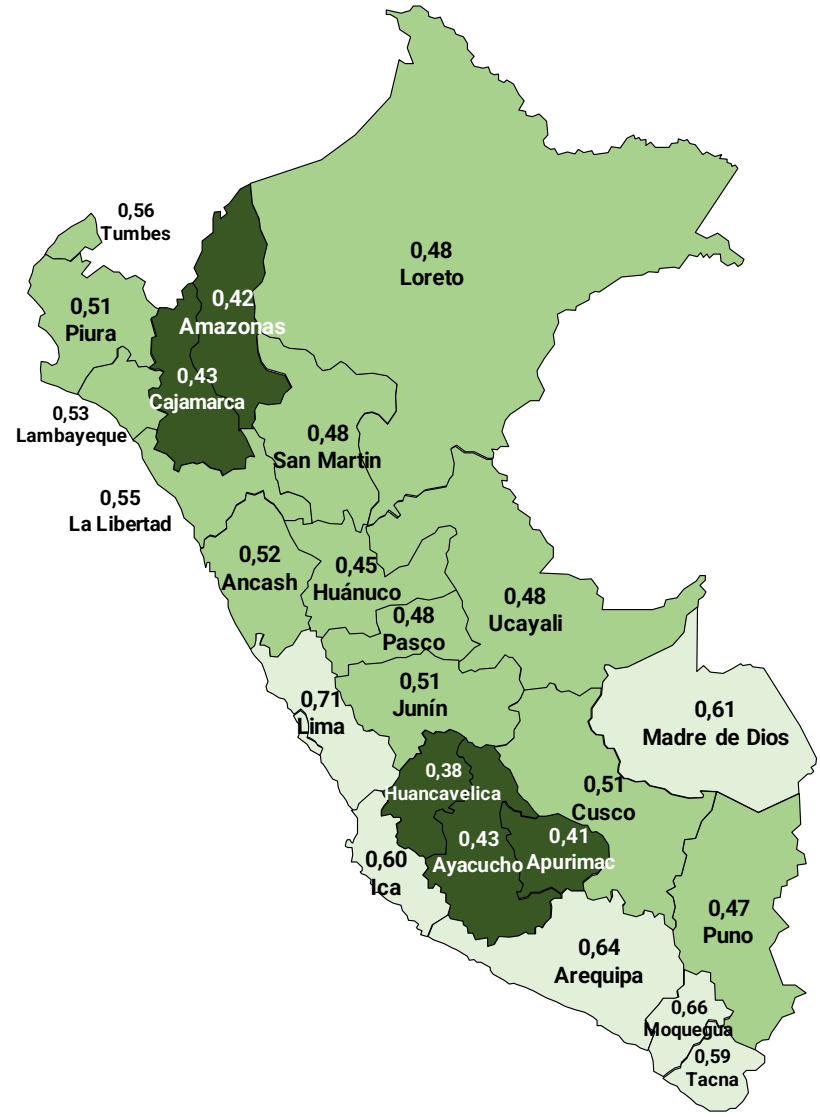 0,56
Tumbes
0,48
Loreto
0,51
Piura
0,42
Amazonas
0,43
Cajamarca
0,53
Lambayeque
0,48
San Martin
0,55
La Libertad
0,52
Ancash
0,45
Huánuco
0,48
Ucayali
0,48
Pasco
0,51
Junín
0,71
Lima
0,61
Madre de Dios
0,38
Huancavelica
0,51
Cusco
0,43
Ayacucho
0,41
Apurimac
0,60
Ica
0,47
Puno
0,64
Arequipa
0,66
Moquegua
0,59
Tacna